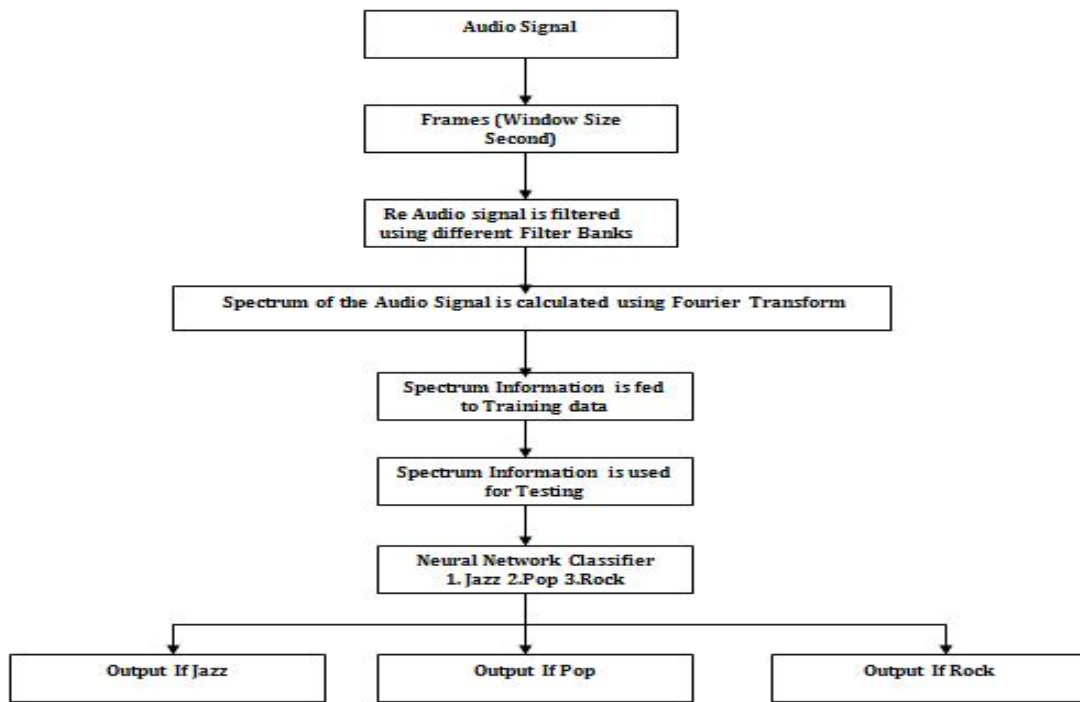 Audio Signal
Frames (Window Size
Second)
Re Audio signal is filtered
using different Filter Banks
Spectrum of the Audio Signal is calculated using Fourier Transform
Spectrum Information is fed
to Training data
Spectrum Information is used
for Testing
Neural Network Classifier
1. Jazz 2.Pop 3.Rock
Output If Jazz
Output If Pop
Output If Rock